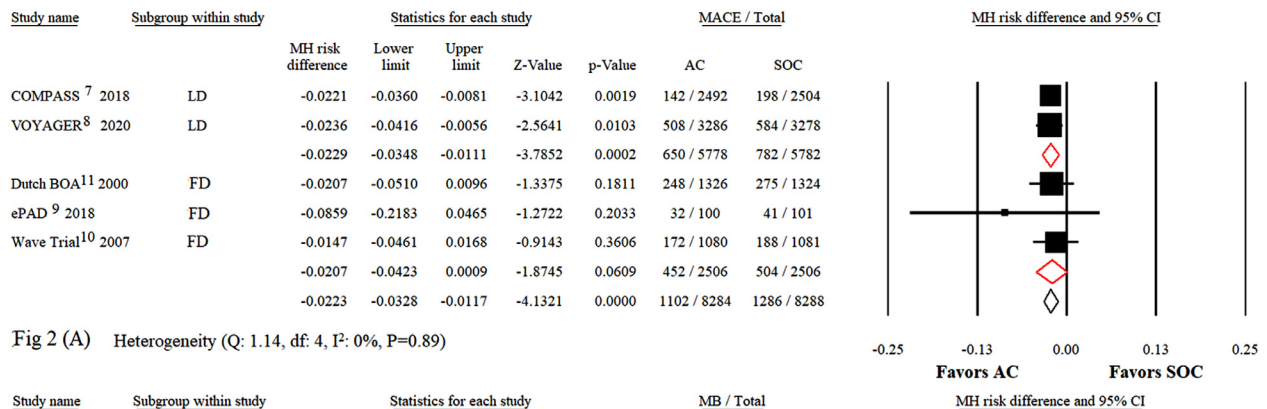 Study name Subgroup within study Statistics for each study MACE / Total MH risk difference and 95% CI
MH risk difference Lower limit Upper limit Z-Value p-Value AC SOC
COMPASS 7 2018 LD -0.0221 -0.0360 -0.0081 -3.1042 0.0019 142 / 2492 198 / 2504
VOYAGER8 2020 LD -0.0236 -0.0416 -0.0056 -2.5641 0.0103 508 / 3286 584 / 3278
-0.0229 -0.0348 -0.0111 -3.7852 0.0002 650 / 5778 782 / 5782
Dutch BOA11 2000 FD -0.0207 -0.0510 0.0096 -1.3375 0.1811 248 / 1326 275 / 1324
ePAD 9 2018 FD -0.0859 -0.2183 0.0465 -1.2722 0.2033 32 / 100 41 / 101
Wave Trial10 2007 FD -0.0147 -0.0461 0.0168 -0.9143 0.3606 172 / 1080 188 / 1081
-0.0207 -0.0423 0.0009 -1.8745 0.0609 452 / 2506 504 / 2506
-0.0223 -0.0328 -0.0117 -4.1321 0.0000 1102 / 8284 1286 / 8288
Fig 2 (A) Heterogeneity (Q: 1.14, df: 4, I²: 0%, P=0.89)
-0.25 -0.13 0.00 0.13 0.25
Favors AC Favors SOC
Study name Subgroup within study Statistics for each study MB / Total MH risk difference and 95% CI